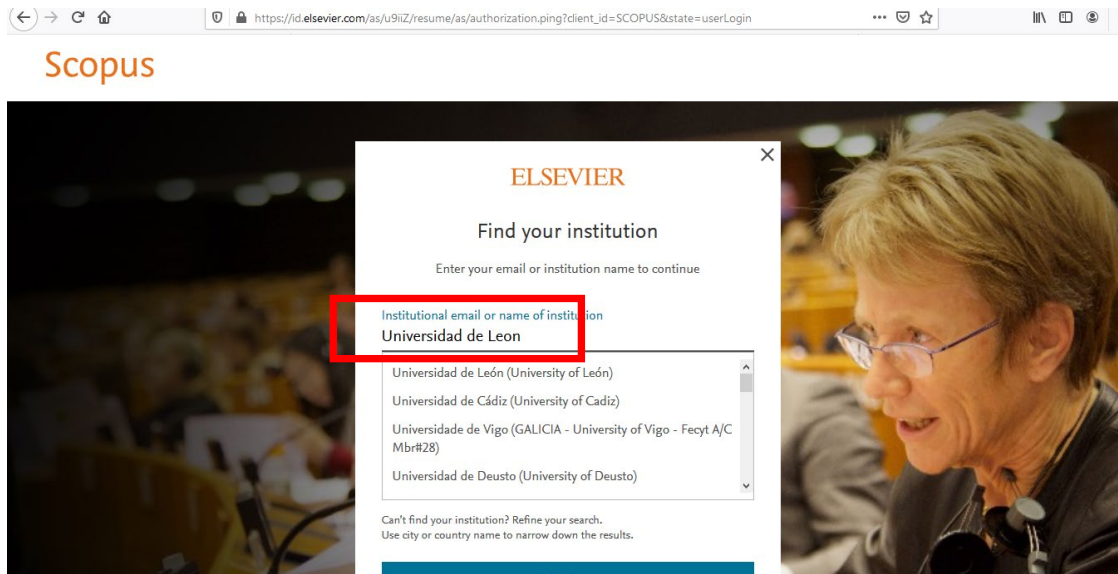 https://id.elsevier.com/as/u9iiZ/resume/as/authorization.ping?client_id=SCOPUS&state=userLogin
Scopus
ELSEVIER
Find your institution
Enter your email or institution name to continue
Institutional email or name of institution
Universidad de Leon
Universidad de León (University of León)
Universidad de Cádiz (University of Cadiz)
Universidade de Vigo (GALICIA - University of Vigo - Fecyt A/C
Mbr#28)
Universidad de Deusto (University of Deusto)
Can't find your institution? Refine your search.
Use city or country name to narrow down the results.